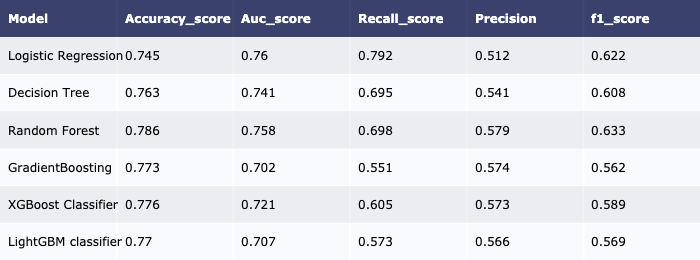 Model Accuracy_score Auc_score Recall_score Precision f1_score
Logistic Regression 0.745 0.76 0.792 0.512 0.622
Decision Tree 0.763 0.741 0.695 0.541 0.608
Random Forest 0.786 0.758 0.698 0.579 0.633
GradientBoosting 0.773 0.702 0.551 0.574 0.562
XGBoost Classifier 0.776 0.721 0.605 0.573 0.589
LightGBM classifier 0.77 0.707 0.573 0.566 0.569